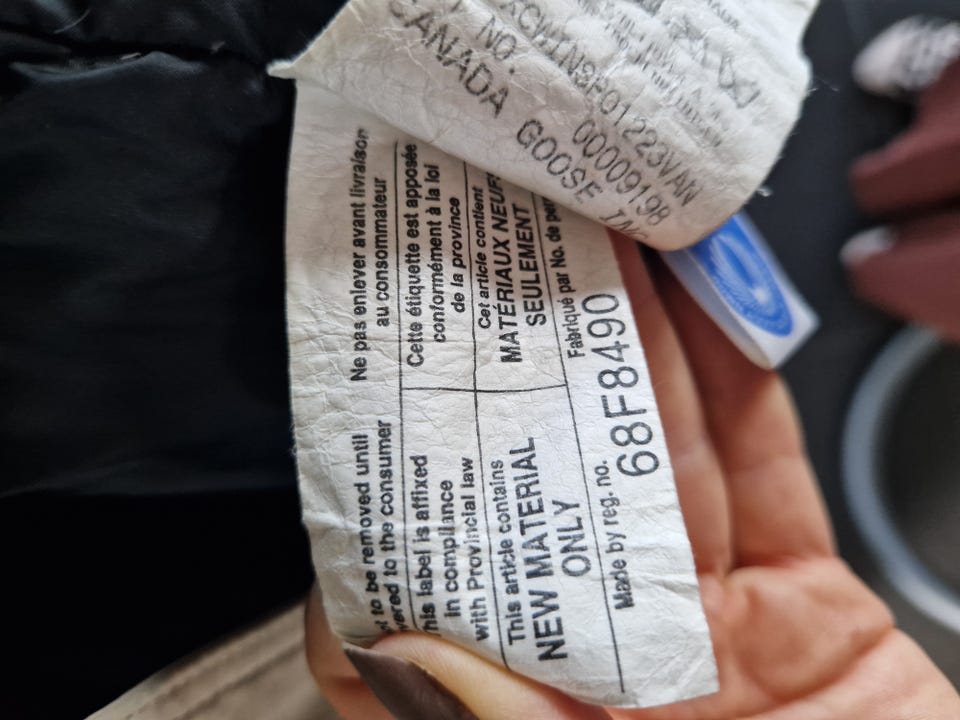 NO.
00009198
CANADA GOOSE
Ne pas enlever avant livraison
au consommateur
Cette étiquette est apposée
conformément à la loi
de la province
Cet article contient
MATÉRIAUX NEUFS
SEULEMENT
Fabriqué par No. de
to be removed until
to the consumer
This label is affixed
in compliance
with Provincial law
This article contains
NEW MATERIAL
ONLY
Made by reg. no.
68F8490